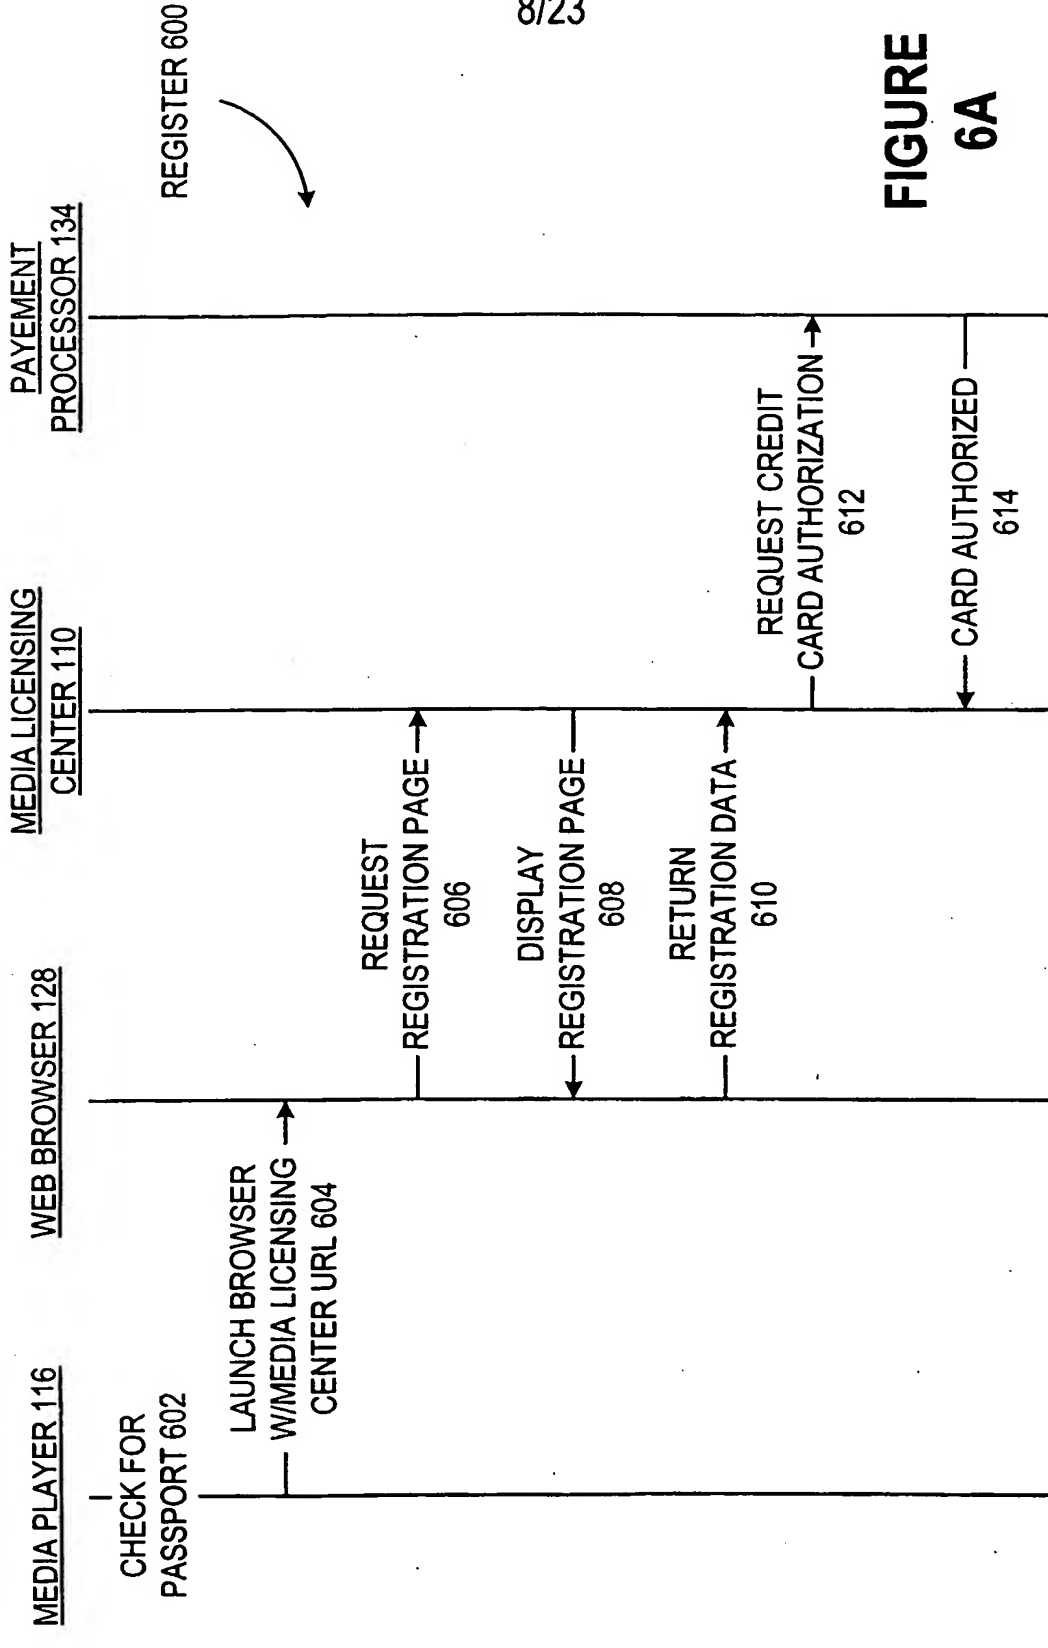 8/23
REGISTER 600
MEDIA PLAYER 116
WEB BROWSER 128
MEDIA LICENSING
CENTER 110
PAYEMENT
PROCESSOR 134
CHECK FOR
PASSPORT 602
LAUNCH BROWSER
W/MEDIA LICENSING
CENTER URL 604
REQUEST
REGISTRATION PAGE
606
DISPLAY
REGISTRATION PAGE
608
RETURN
REGISTRATION DATA
610
REQUEST CREDIT
CARD AUTHORIZATION
612
CARD AUTHORIZED
614
FIGURE
6A